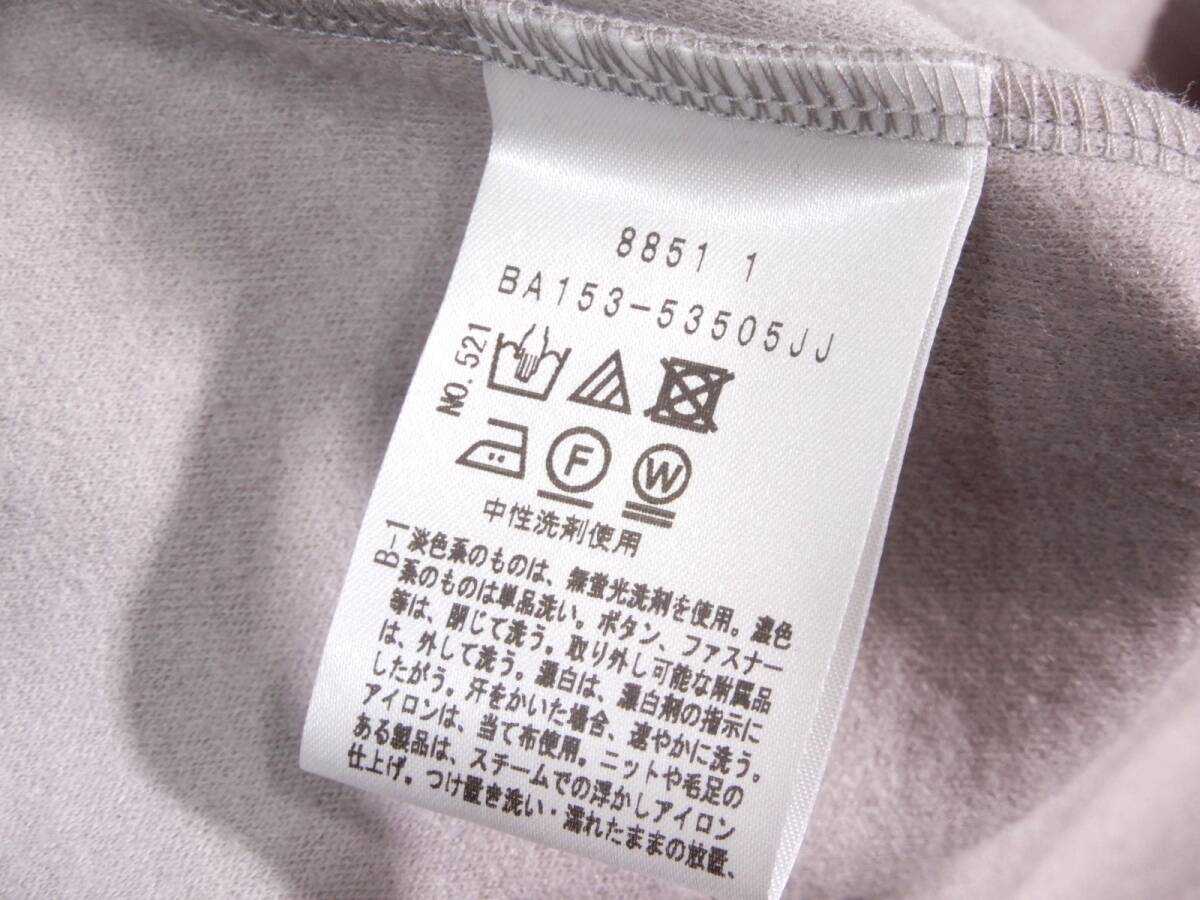 8851 1
BA153-53505JJ
NO.521
F W
中性洗剤使用
B-1
淡色系のものは、無蛍光洗剤を使用。濃色
系のものは単品洗い。ボタン、ファスナー
等は、閉じて洗う。取り外し可能な附属品
は、外して洗う。漂白は、漂白剤の指示に
したがう。汗をかいた場合、速やかに洗う。
アイロンは、当て布使用。ニットや毛足の
ある製品は、スチームでの浮かしアイロン
仕上げ。つけ置き洗い・濡れたままの放置、